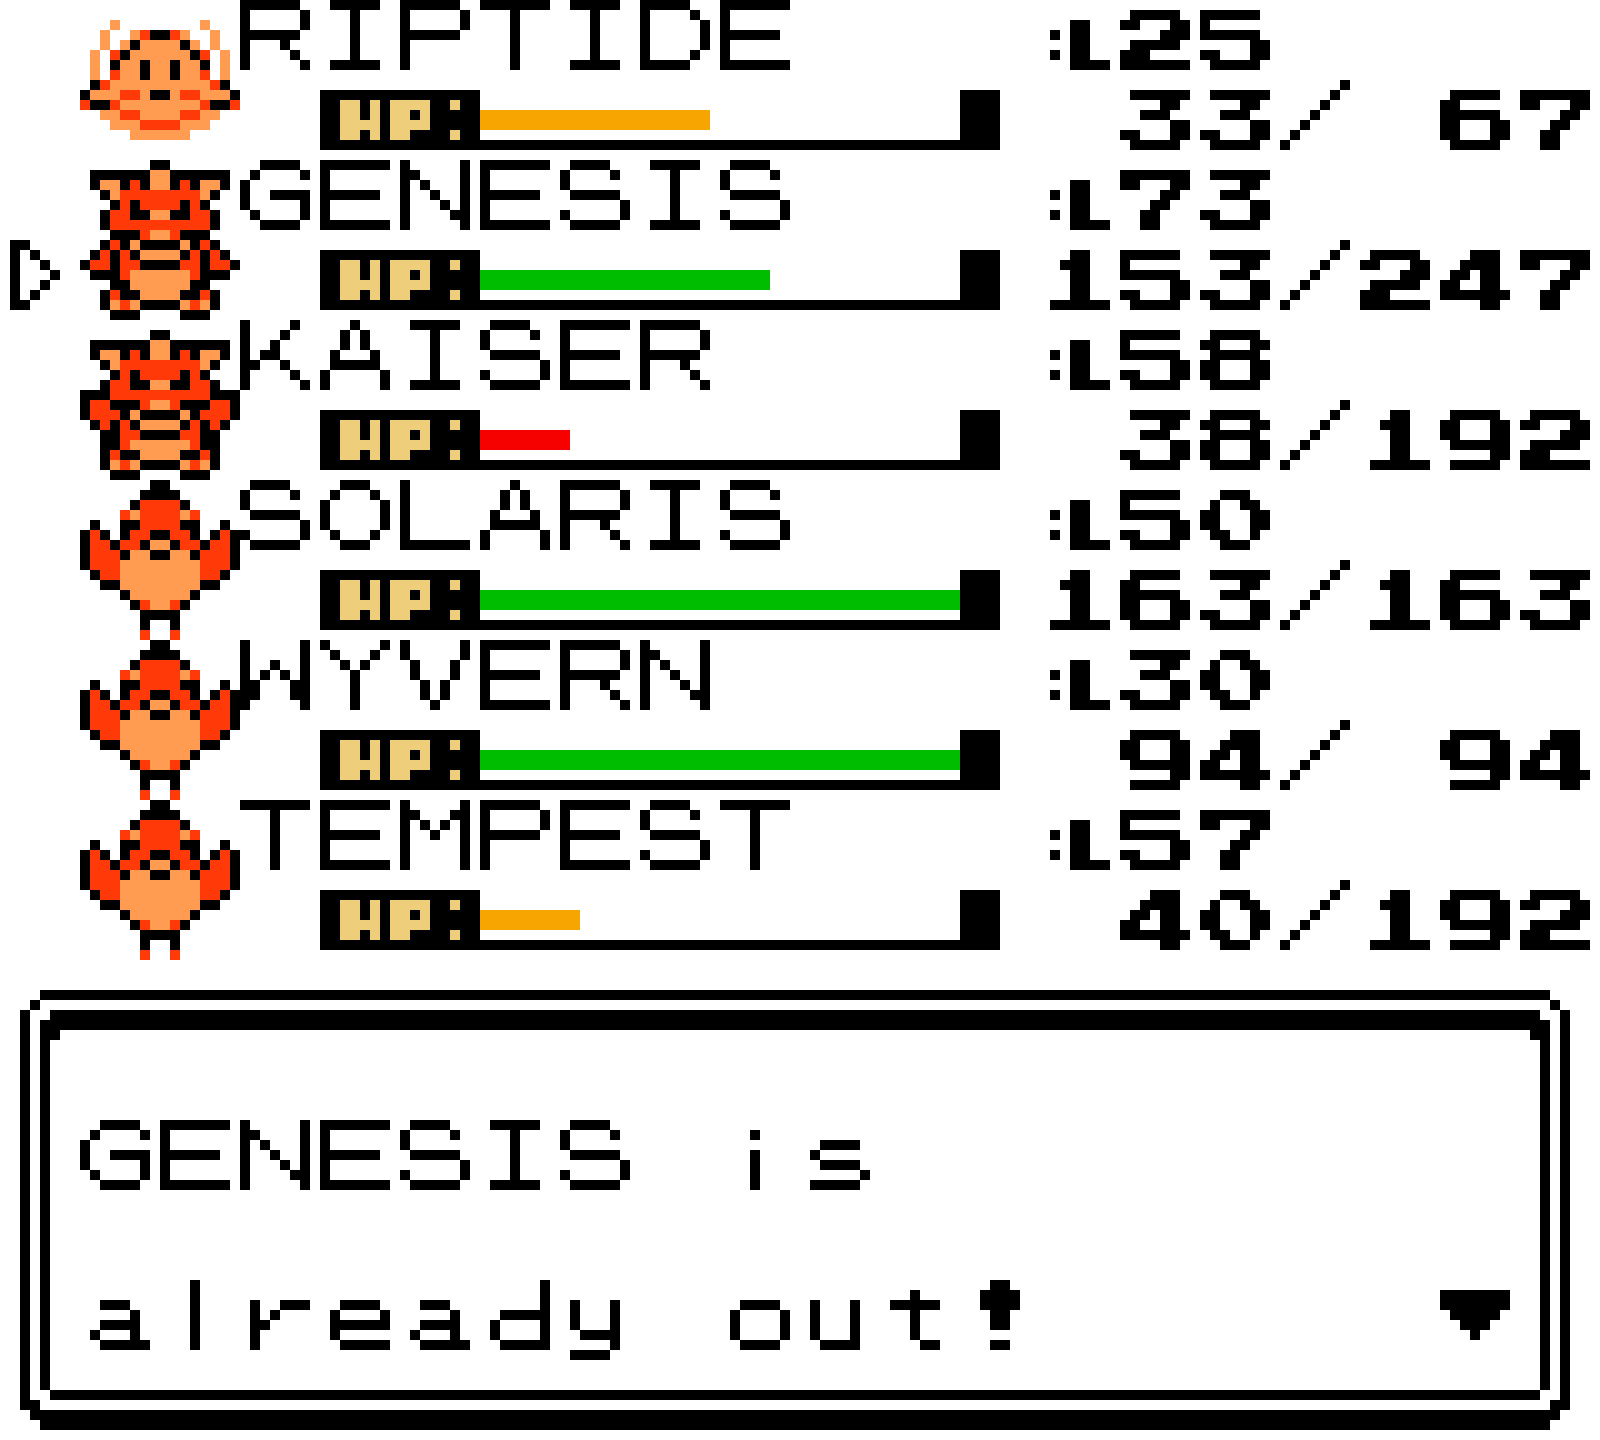 RIPTIDE :L25
HP: 33/ 67
GENESIS :L73
HP: 153/247
KAISER :L58
HP: 38/192
SOLARIS :L50
HP: 163/163
WYVERN :L30
HP: 94/ 94
TEMPEST :L57
HP: 40/192
GENESIS is
already out!